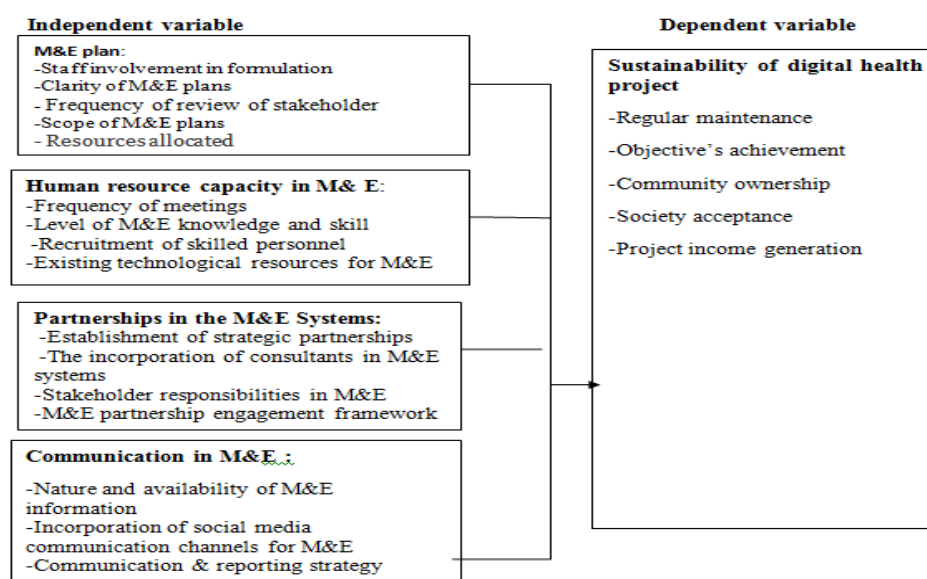 Independent variable
M&E plan:
-Staff involvement in formulation
-Clarity of M&E plans
- Frequency of review of stakeholder
-Scope of M&E plans
- Resources allocated
Human resource capacity in M& E:
-Frequency of meetings
-Level of M&E knowledge and skill
-Recruitment of skilled personnel
-Existing technological resources for M&E
Partnerships in the M&E Systems:
-Establishment of strategic partnerships
-The incorporation of consultants in M&E
systems
-Stakeholder responsibilities in M&E
-M&E partnership engagement framework
Communication in M&E :
-Nature and availability of M&E
information
-Incorporation of social media
communication channels for M&E
-Communication & reporting strategy
Dependent variable
Sustainability of digital health
project
-Regular maintenance
-Objective's achievement
-Community ownership
-Society acceptance
-Project income generation